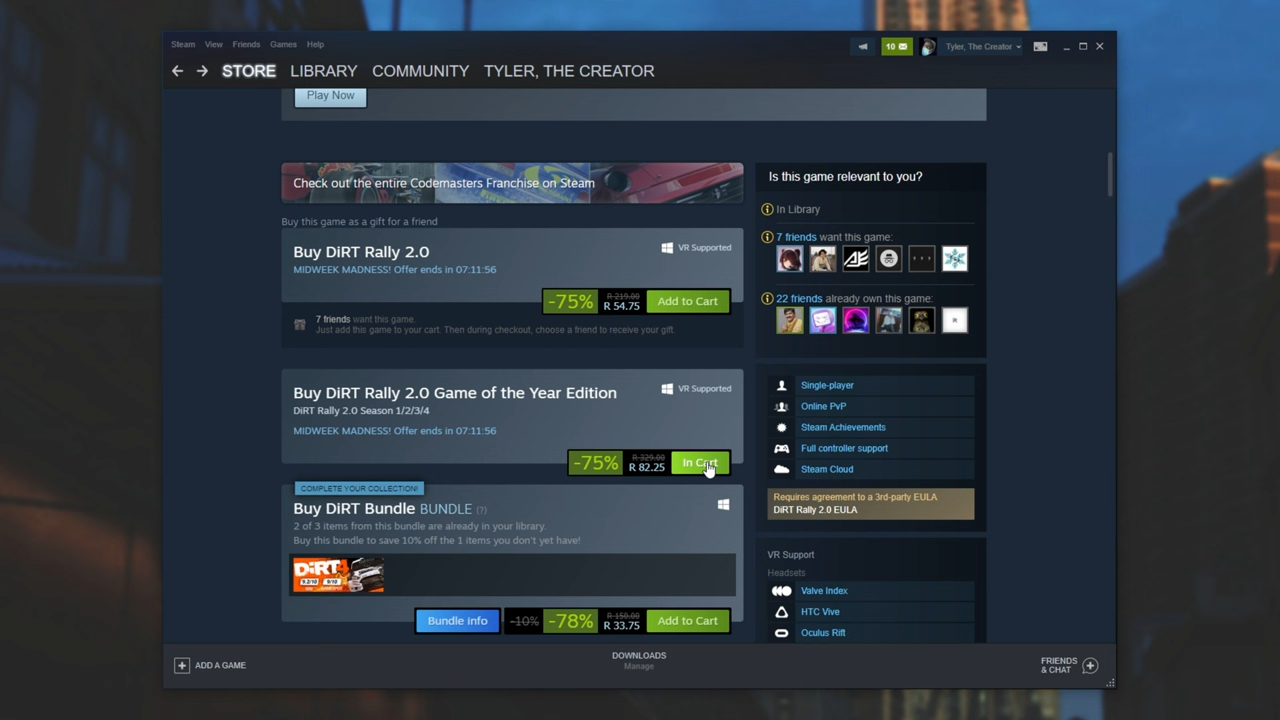 Steam View Friends Games Help
10
Tyler, The Creator
STORE LIBRARY COMMUNITY TYLER, THE CREATOR
Play Now
Check out the entire Codemasters Franchise on Steam
Buy this game as a gift for a friend
Buy DiRT Rally 2.0
VR Supported
MIDWEEK MADNESS! Offer ends in 07:11:56
-75%
R 219.00
R 54.75
Add to Cart
7 friends want this game.
Just add this game to your cart. Then during checkout, choose a friend to receive your gift.
Buy DiRT Rally 2.0 Game of the Year Edition
VR Supported
DiRT Rally 2.0 Season 1/2/3/4
MIDWEEK MADNESS! Offer ends in 07:11:56
-75%
R 329.00
R 82.25
In Cart
COMPLETE YOUR COLLECTION!
Buy DiRT Bundle BUNDLE (?)
2 of 3 items from this bundle are already in your library.
Buy this bundle to save 10% off the 1 items you don't yet have!
DiRT 4
Bundle info
-10%
-78%
R 150.00
R 33.75
Add to Cart
Is this game relevant to you?
In Library
7 friends want this game:
22 friends already own this game:
Single-player
Online PvP
Steam Achievements
Full controller support
Steam Cloud
Requires agreement to a 3rd-party EULA
DiRT Rally 2.0 EULA
VR Support
Headsets
Valve Index
HTC Vive
Oculus Rift
ADD A GAME
DOWNLOADS
Manage
FRIENDS
& CHAT